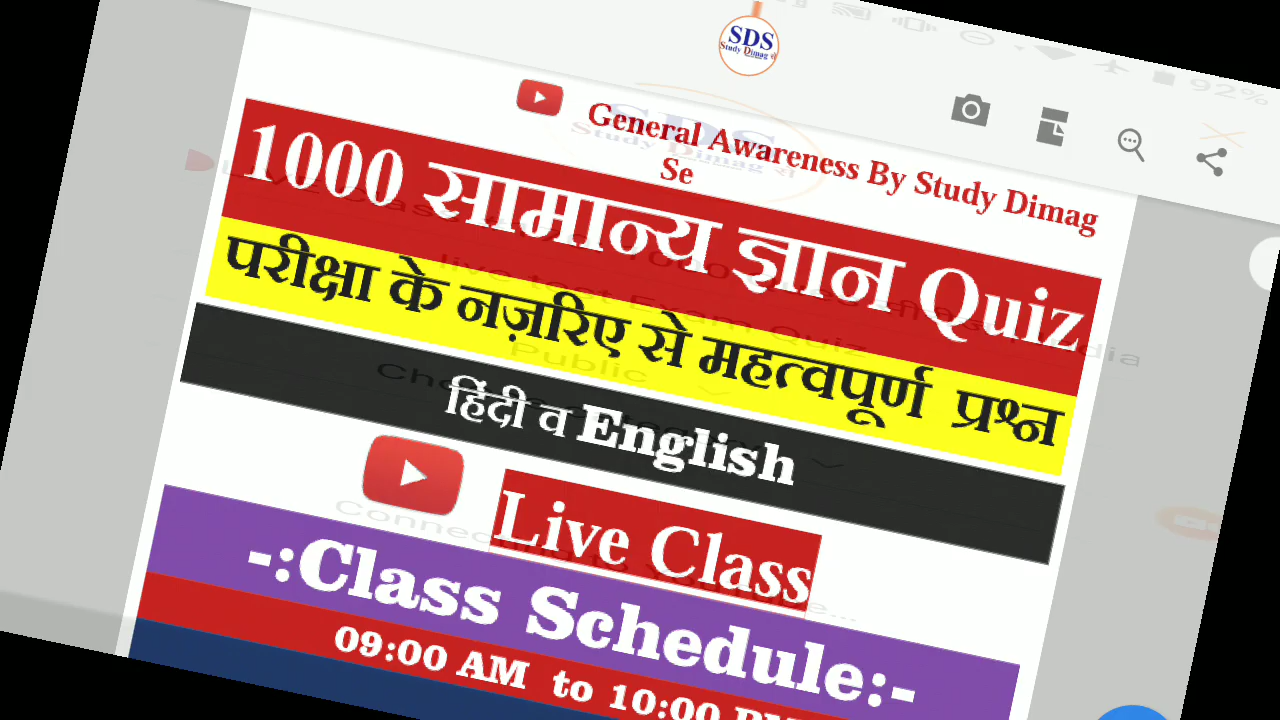 92%
SDS
Study Dimag से
General Awareness By Study Dimag
Se
1000 सामान्य ज्ञान Quiz
परीक्षा के नज़रिए से महत्वपूर्ण प्रश्न
हिंदी व English
Live Class
-:Class Schedule:-
09:00 AM to 10:00